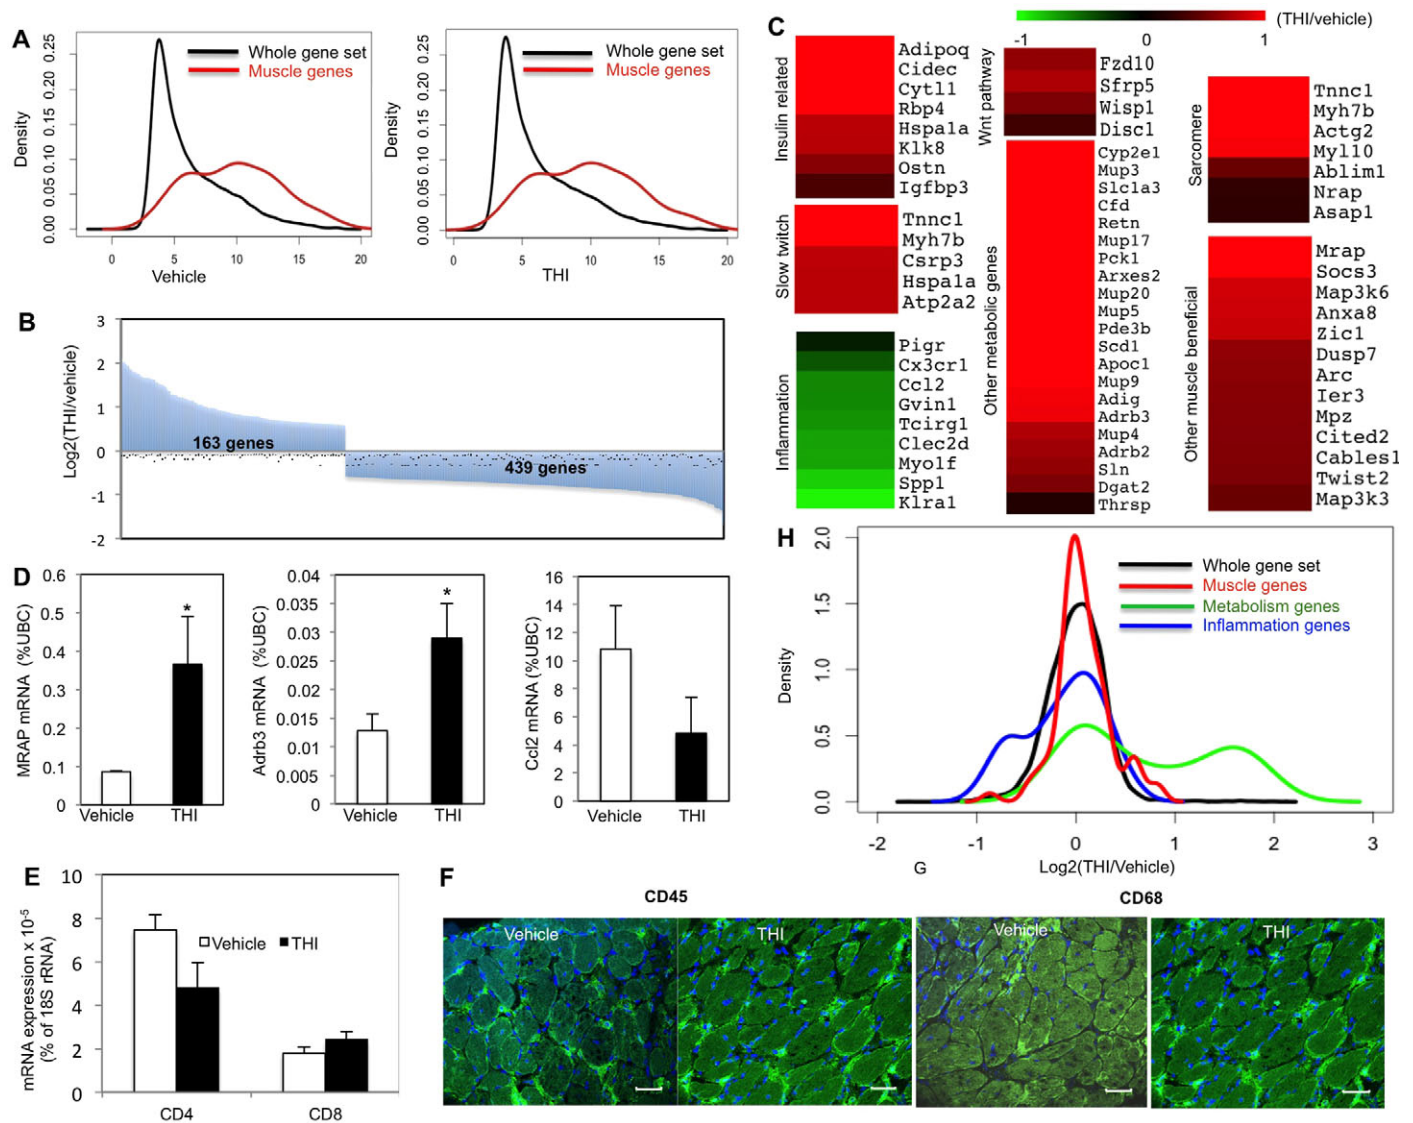 A
Density
0.00 0.05 0.10 0.15 0.20 0.25
Whole gene set
Muscle genes
0 5 10 15 20
Vehicle
Density
0.00 0.05 0.10 0.15 0.20 0.25
Whole gene set
Muscle genes
0 5 10 15 20
THI
B
Log2(THI/vehicle)
3
2
1
0
-1
-2
163 genes
439 genes
C
(THI/vehicle)
-1 0 1
Insulin related
Adipoq
Cidec
Cytl1
Rbp4
Hspa1a
Klk8
Ostn
Igfbp3
Slow twitch
Tnnc1
Myh7b
Csrp3
Hspa1a
Atp2a2
Inflammation
Pigr
Cx3cr1
Ccl2
Gvin1
Tcirg1
Clec2d
Myo1f
Spp1
Klra1
Wnt pathway
Fzd10
Sfrp5
Wisp1
Disc1
Other metabolic genes
Cyp2e1
Mup3
Slc1a3
Cfd
Retn
Mup17
Pck1
Arxes2
Mup20
Mup5
Pde3b
Scd1
Apoc1
Mup9
Adig
Adrb3
Mup4
Adrb2
Sln
Dgat2
Thrsp
Sarcomere
Tnnc1
Myh7b
Actg2
Myl10
Ablim1
Nrap
Asap1
Other muscle beneficial
Mrap
Socs3
Map3k6
Anxa8
Zic1
Dusp7
Arc
Ier3
Mpz
Cited2
Cables1
Twist2
Map3k3
D
MRAP mRNA (%UBC)
0.6
0.5
0.4
0.3
0.2
0.1
0
*
Vehicle THI
Adrb3 mRNA (%UBC)
0.04
0.035
0.03
0.025
0.02
0.015
0.01
0.005
0
*
Vehicle THI
Ccl2 mRNA (%UBC)
16
14
12
10
8
6
4
2
0
Vehicle THI
E
mRNA expression x 10-5
(% of 18S rRNA)
10
8
6
4
2
0
Vehicle THI
CD4 CD8
F
CD45
Vehicle THI
CD68
Vehicle THI
G
H
Density
2.0
1.5
1.0
0.5
0.0
Whole gene set
Muscle genes
Metabolism genes
Inflammation genes
-2 -1 0 1 2 3
Log2(THI/Vehicle)